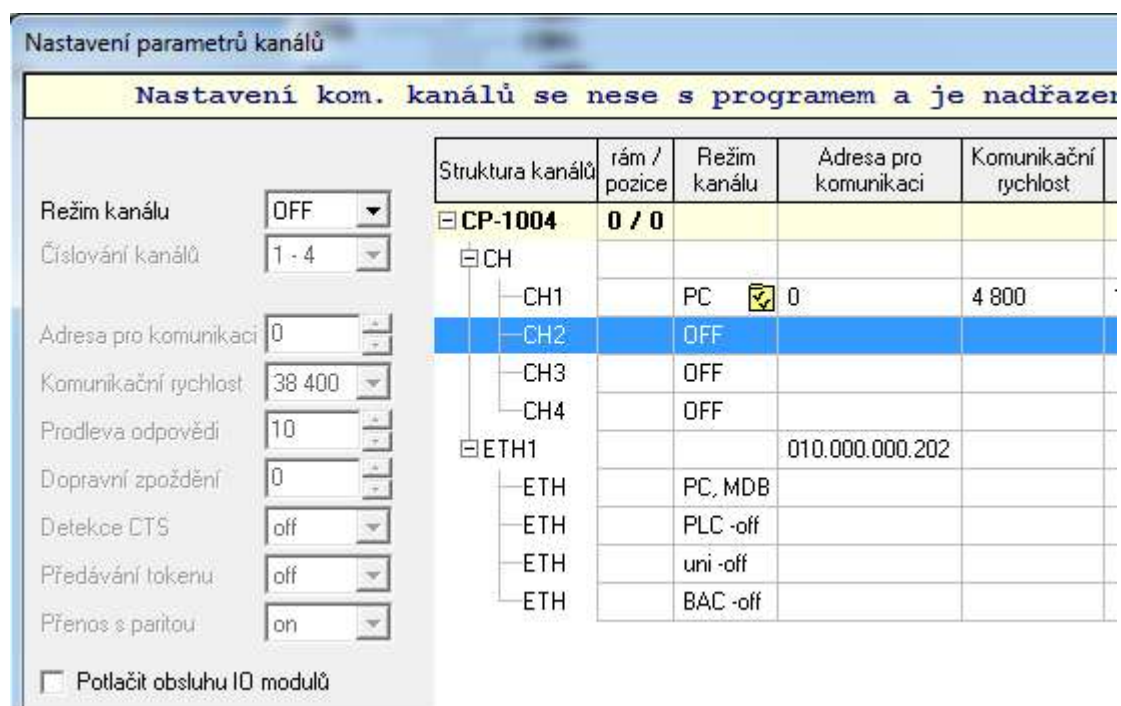 Nastavení parametrů kanálů
Nastavení kom. kanálů se nese s programem a je
Režim kanálu OFF
Číslování kanálů 1 - 4
Adresa pro komunikaci 0
Komunikační rychlost 38 400
Prodleva odpovědi 10
Dopravní zpoždění 0
Detekce CTS off
Předávání tokenu off
Přenos s paritou on
Potlačit obsluhu IO modulů
Struktura kanálů rám / pozice Režim kanálu Adresa pro komunikaci Komunikační rychlost
CP-1004 0 / 0
CH
CH1 PC 0 4 800
CH2 OFF
CH3 OFF
CH4 OFF
ETH1 010.000.000.202
ETH PC, MDB
ETH PLC -off
ETH uni -off
ETH BAC -off